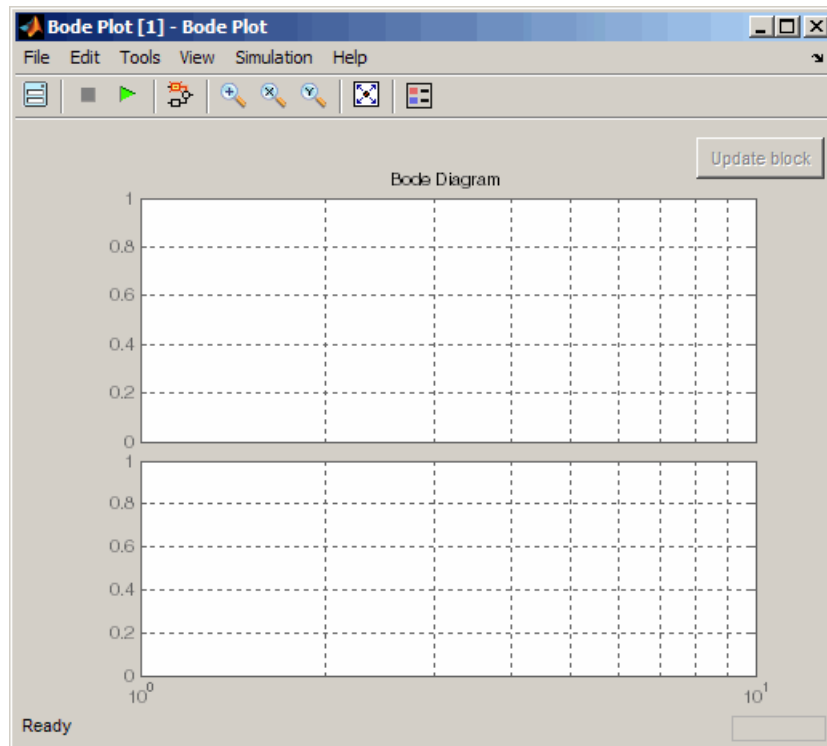 Bode Plot [1] - Bode Plot
File Edit Tools View Simulation Help
Update block
Bode Diagram
1
0.8
0.6
0.4
0.2
0
1
0.8
0.6
0.4
0.2
0
10^0 10^1
Ready